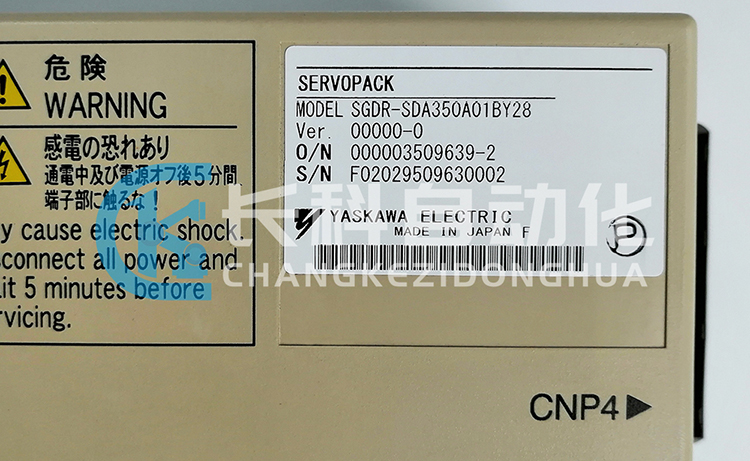 危険
WARNING
感電の恐れあり
通電中及び電源オフ後5分間
端子部に触るな!
y cause electric shock.
connect all power and
it 5 minutes before
rvicing.
SERVOPACK
MODEL SGDR-SDA350A01BY28
Ver. 00000-0
O/N 000003509639-2
S/N F02029509630002
YASKAWA ELECTRIC
MADE IN JAPAN F
P
长科自动化
CHANGKEZIDONGHUA
CNP4